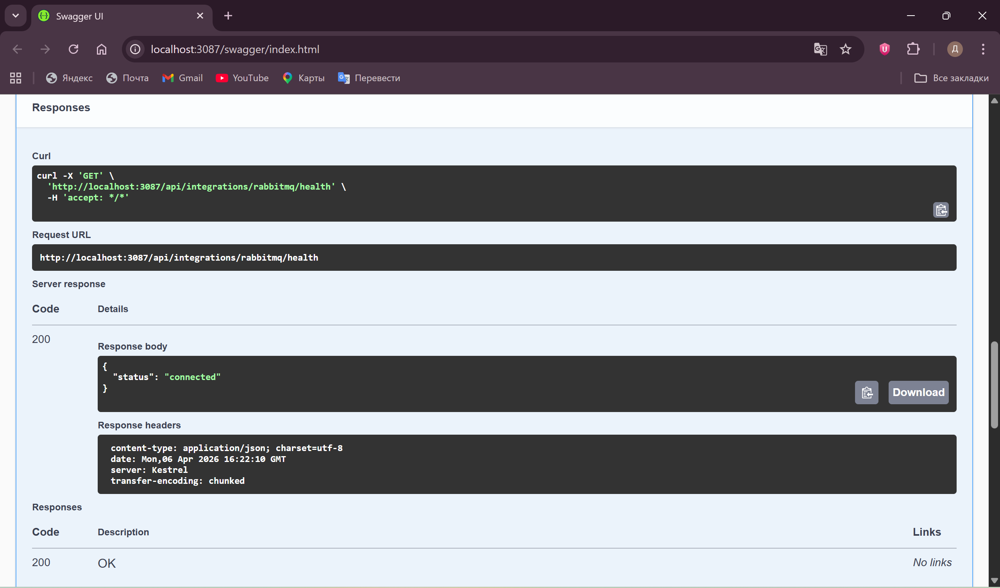 Swagger UI
localhost:3087/swagger/index.html
Д
Яндекс
Почта
Gmail
YouTube
Карты
Перевести
Все закладки
Responses
Curl
curl -X 'GET' \
'http://localhost:3087/api/integrations/rabbitmq/health' \
-H 'accept: */*'
Request URL
http://localhost:3087/api/integrations/rabbitmq/health
Server response
Code Details
200
Response body
{
"status": "connected"
}
Download
Response headers
content-type: application/json; charset=utf-8
date: Mon,06 Apr 2026 16:22:10 GMT
server: Kestrel
transfer-encoding: chunked
Responses
Code Description Links
200 OK No links